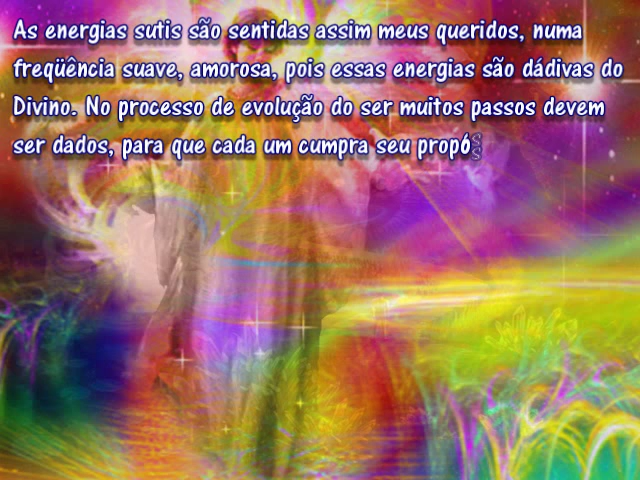 As energias sutis são sentidas assim meus queridos, numa
freqüência suave, amorosa, pois essas energias são dádivas do
Divino. No processo de evolução do ser muitos passos devem
ser dados, para que cada um cumpra seu propó